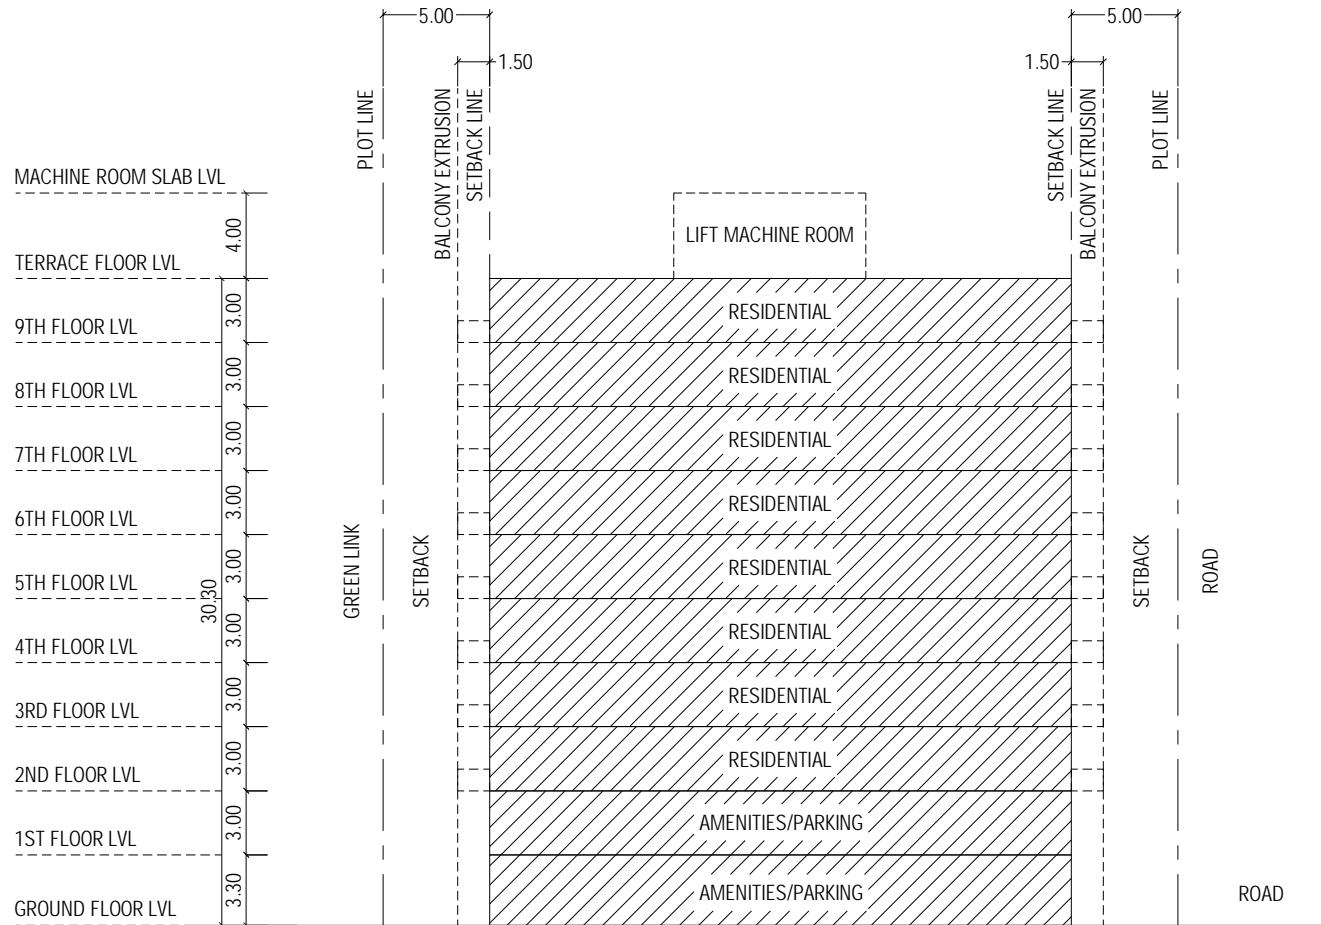 5.00
5.00
1.50
1.50
PLOT LINE
BALCONY EXTRUSION
SETBACK LINE
SETBACK LINE
BALCONY EXTRUSION
PLOT LINE
MACHINE ROOM SLAB LVL
4.00
LIFT MACHINE ROOM
TERRACE FLOOR LVL
3.00
RESIDENTIAL
9TH FLOOR LVL
3.00
RESIDENTIAL
8TH FLOOR LVL
3.00
RESIDENTIAL
7TH FLOOR LVL
3.00
RESIDENTIAL
6TH FLOOR LVL
3.00
RESIDENTIAL
5TH FLOOR LVL
30.30
GREEN LINK
SETBACK
SETBACK
ROAD
3.00
RESIDENTIAL
4TH FLOOR LVL
3.00
RESIDENTIAL
3RD FLOOR LVL
3.00
RESIDENTIAL
2ND FLOOR LVL
3.00
AMENITIES/PARKING
1ST FLOOR LVL
3.30
AMENITIES/PARKING
ROAD
GROUND FLOOR LVL